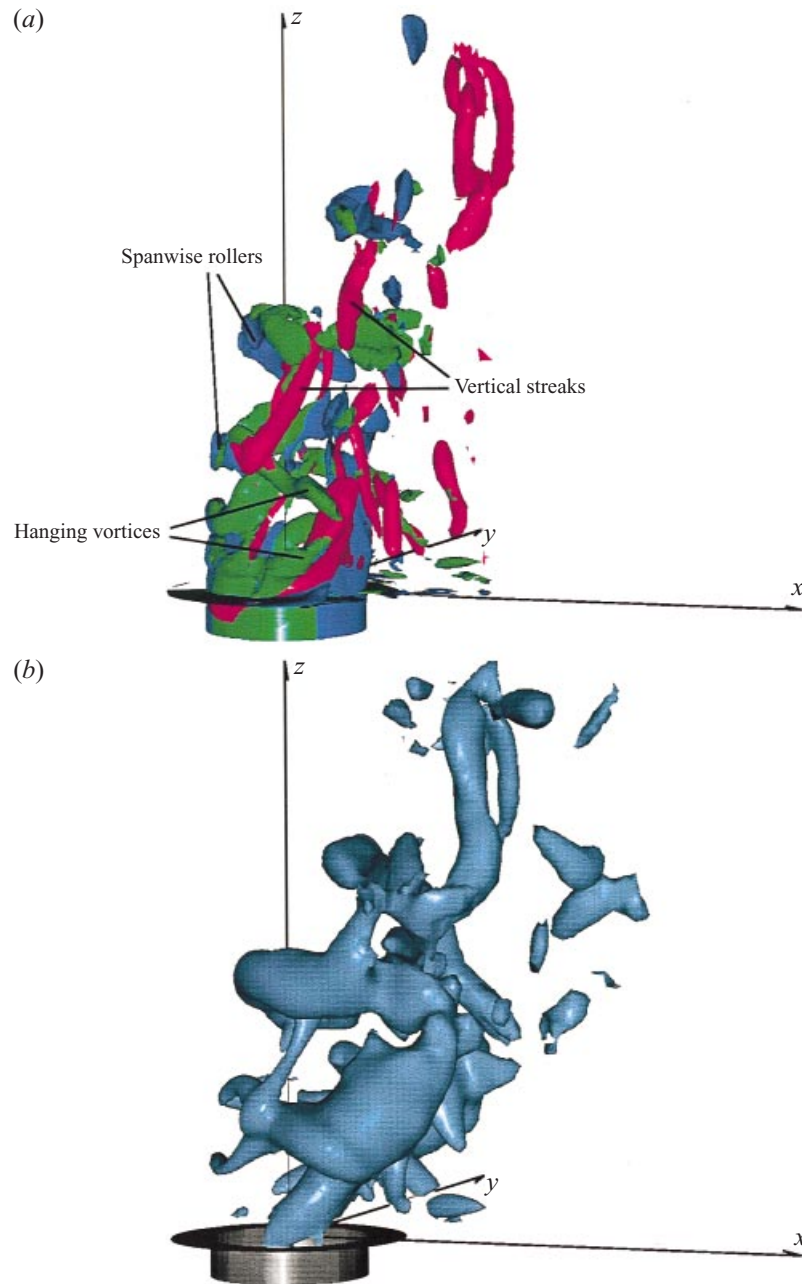 (a)
z
Spanwise rollers
Vertical streaks
Hanging vortices
y
x
(b)
z
y
x